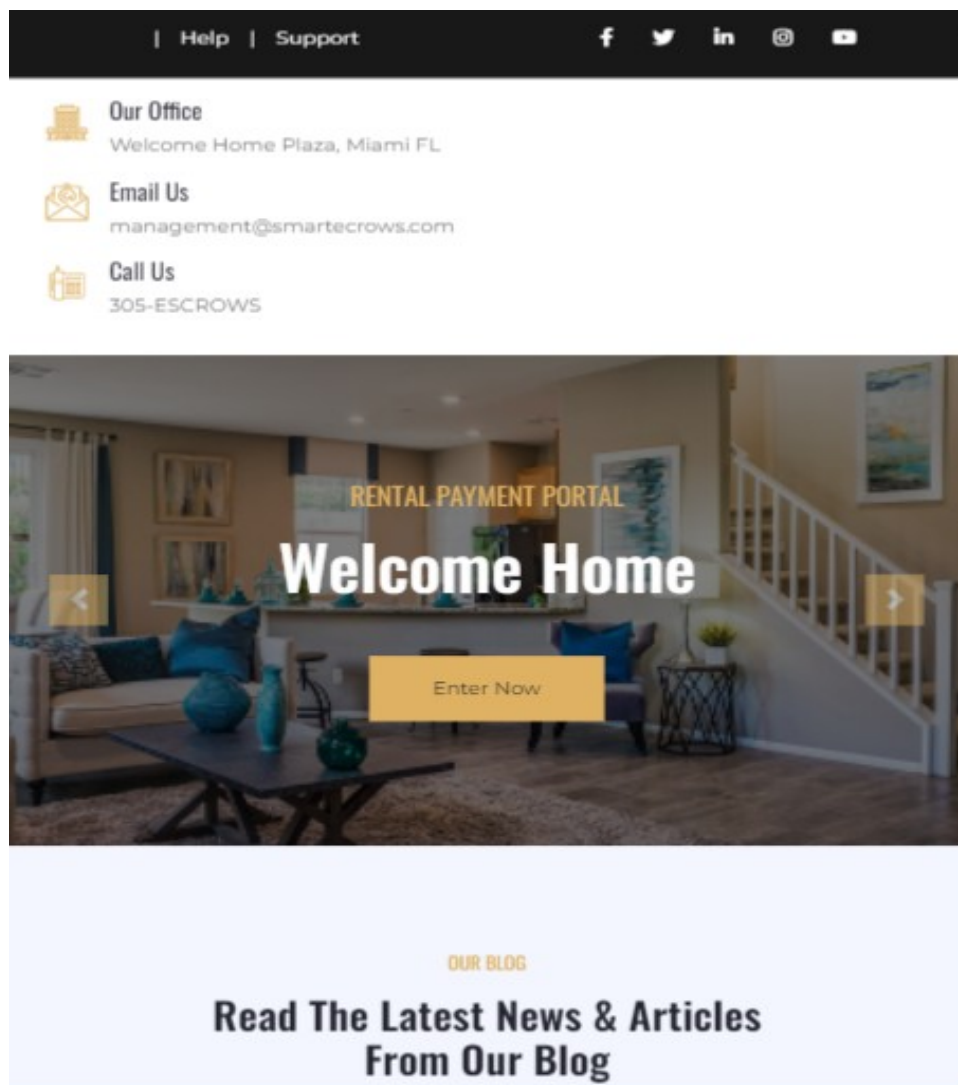 | Help | Support
Our Office
Welcome Home Plaza, Miami FL
Email Us
management@smartecrows.com
Call Us
305-ESCROWS
RENTAL PAYMENT PORTAL
Welcome Home
Enter Now
OUR BLOG
Read The Latest News & Articles
From Our Blog